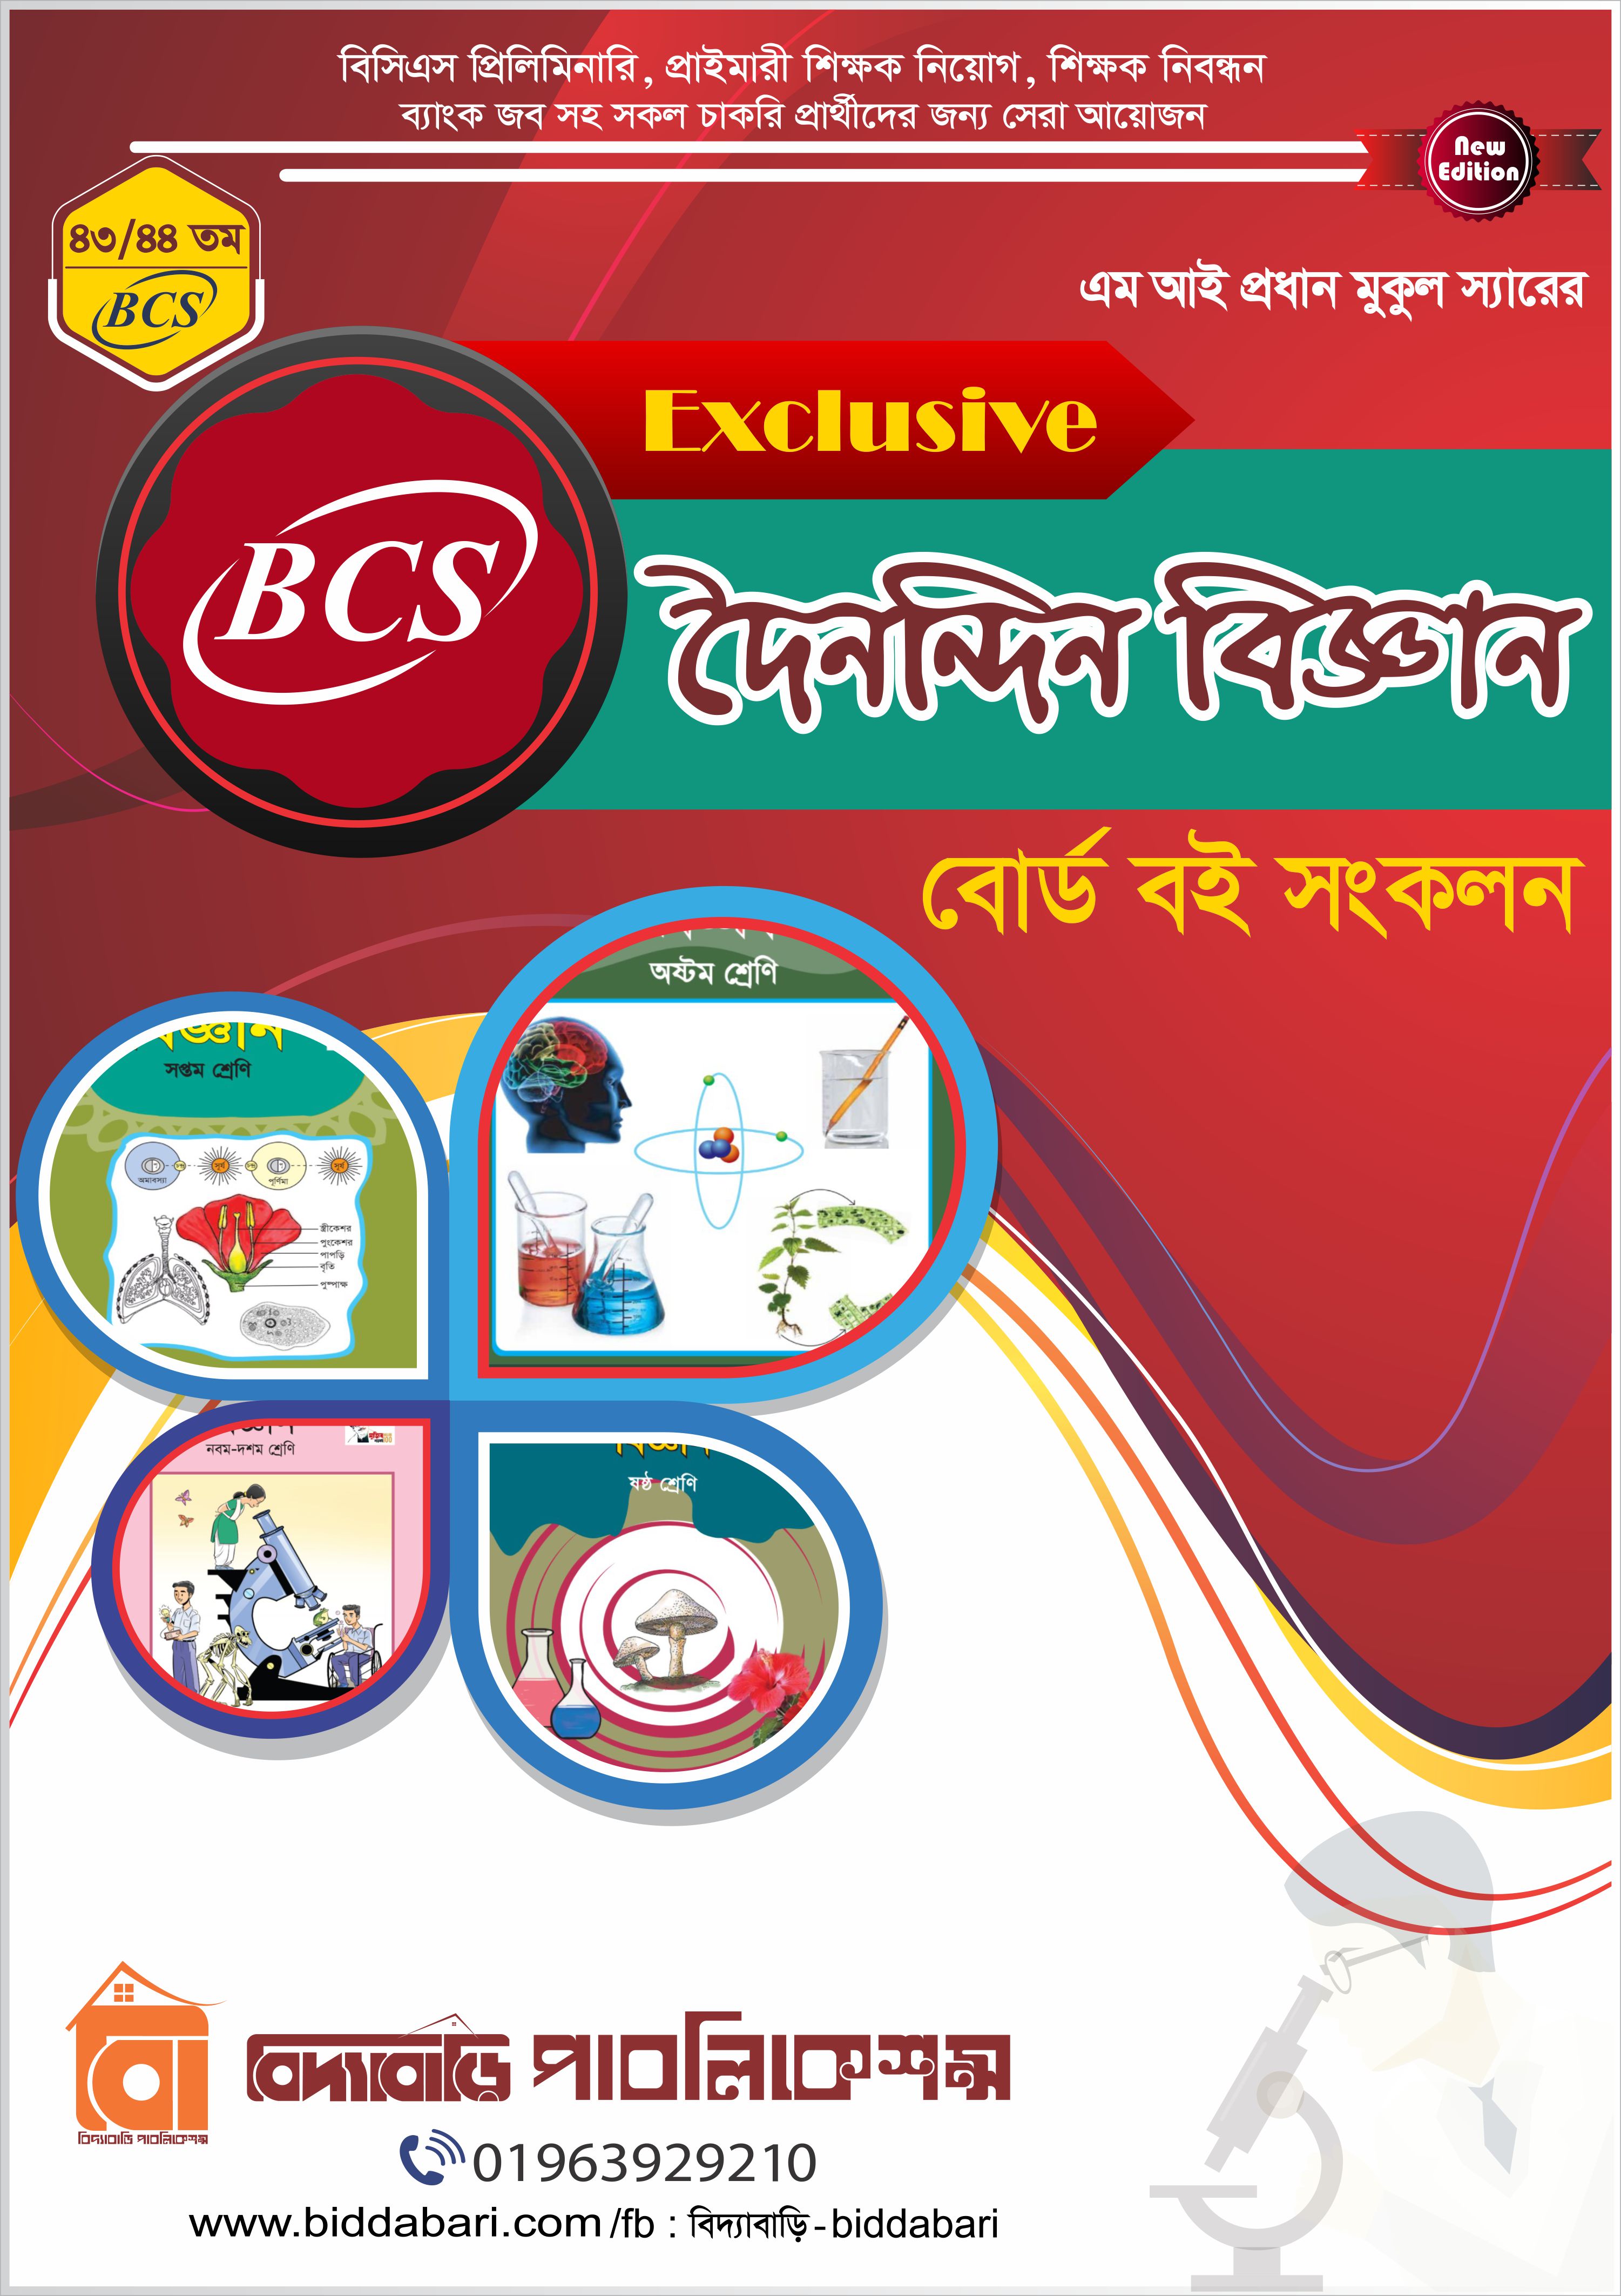 বিসিএস প্রিলিমিনারি, প্রাইমারী শিক্ষক নিয়োগ, শিক্ষক নিবন্ধন
ব্যাংক জব সহ সকল চাকরি প্রার্থীদের জন্য সেরা আয়োজন
New
Edition
৪৩/৪৪ তম
BCS
এম আই প্রধান মুকুল স্যারের
Exclusive
BCS
দৈনন্দিন বিজ্ঞান
বোর্ড বই সংকলন
অষ্টম শ্রেণি
বিজ্ঞান
সপ্তম শ্রেণি
চন্দ্র সূর্য চন্দ্র সূর্য
অমাবস্যা পূর্ণিমা
স্ত্রীকেশর
পুংকেশর
পাপড়ি
বৃতি
পুষ্পাক্ষ
বিজ্ঞান
নবম-দশম শ্রেণি
বিজ্ঞান
ষষ্ঠ শ্রেণি
বিদ্যাবাড়ি পাবলিকেশন্স
বিদ্যাবাড়ি পাবলিকেশন্স
01963929210
www.biddabari.com /fb : বিদ্যাবাড়ি-biddabari